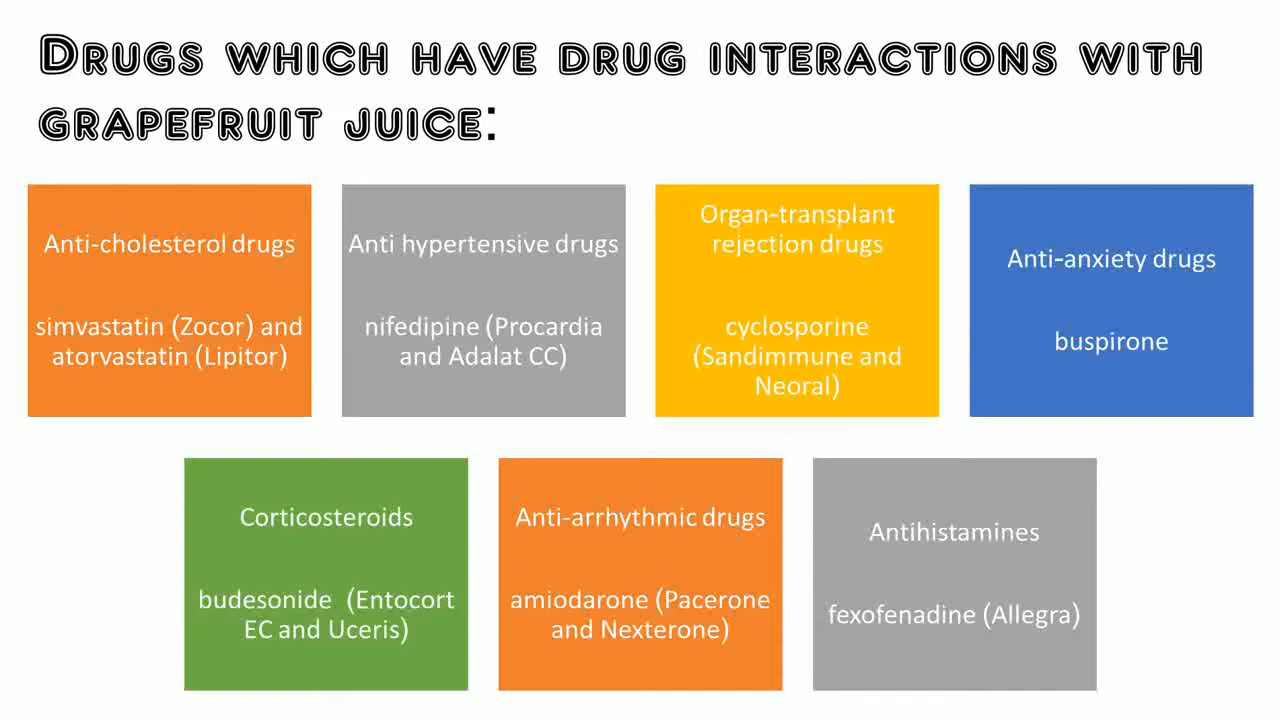 Drugs which have drug interactions with
grapefruit juice:
Anti-cholesterol drugs
simvastatin (Zocor) and
atorvastatin (Lipitor)
Anti hypertensive drugs
nifedipine (Procardia
and Adalat CC)
Organ-transplant
rejection drugs
cyclosporine
(Sandimmune and
Neoral)
Anti-anxiety drugs
buspirone
Corticosteroids
budesonide (Entocort
EC and Uceris)
Anti-arrhythmic drugs
amiodarone (Pacerone
and Nexterone)
Antihistamines
fexofenadine (Allegra)